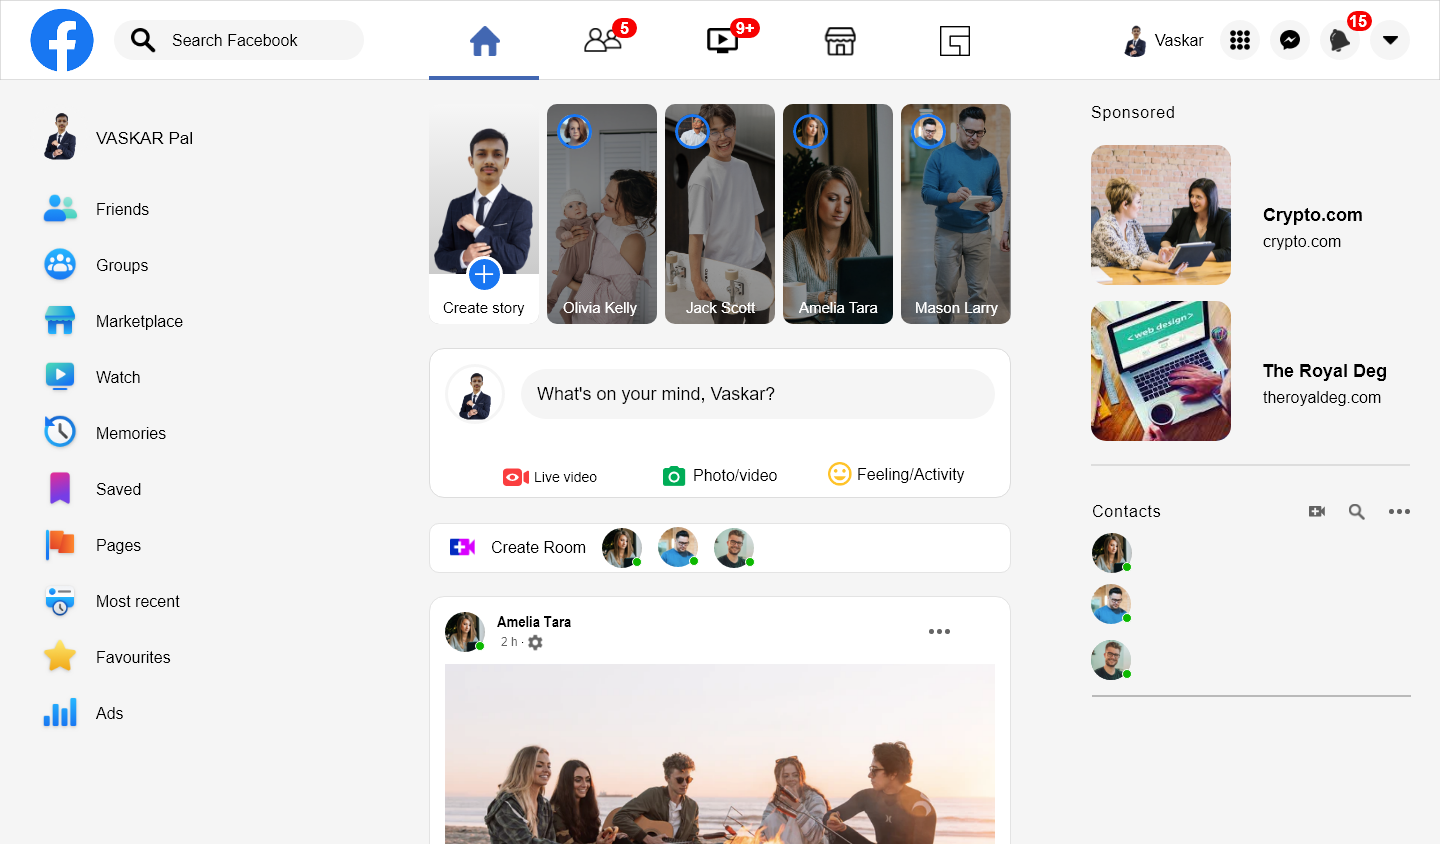 Search Facebook
5
9+
Vaskar
15
VASKAR Pal
Friends
Groups
Marketplace
Watch
Memories
Saved
Pages
Most recent
Favourites
Ads
Create story
Olivia Kelly
Jack Scott
Amelia Tara
Mason Larry
What's on your mind, Vaskar?
Live video
Photo/video
Feeling/Activity
Create Room
Amelia Tara
2 h ·
Sponsored
Crypto.com
crypto.com
< web design >
The Royal Deg
theroyaldeg.com
Contacts